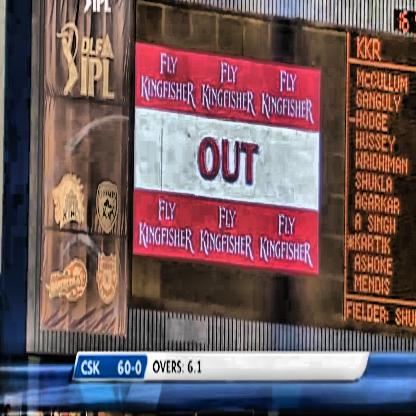 IPL
DLF
IPL
FLY FLY FLY
KINGFISHER KINGFISHER KINGFISHER
OUT
FLY FLY FLY
KINGFISHER KINGFISHER KINGFISHER
KKR
McCULLUM
GANGULY
HODGE
HUSSEY
WRIDHIMAN
SHUKLA
AGARKAR
A SINGH
*KARTIK
ASHOKE
MENDIS
FIELDER: SHU
CSK 60-0 OVERS: 6.1